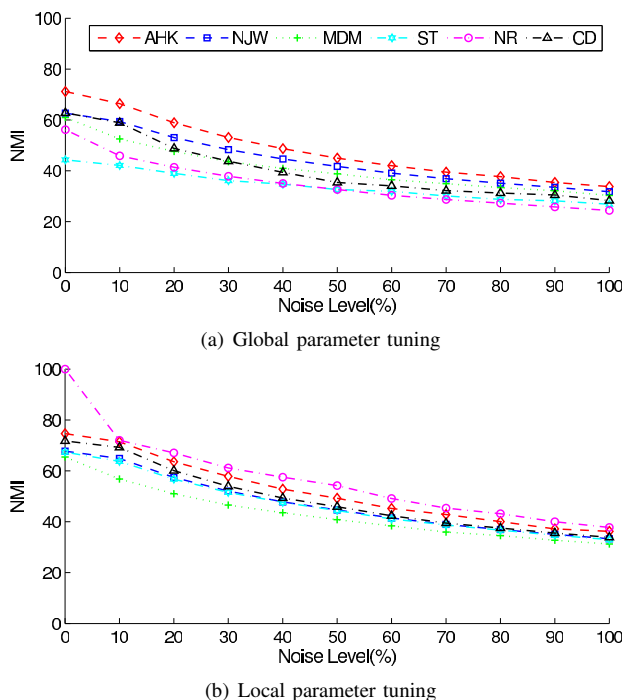 100
AHK NJW MDM ST NR CD
80
60
40
20
0
NMI
0 10 20 30 40 50 60 70 80 90 100
Noise Level(%)
(a) Global parameter tuning
100
80
60
40
20
0
NMI
0 10 20 30 40 50 60 70 80 90 100
Noise Level(%)
(b) Local parameter tuning